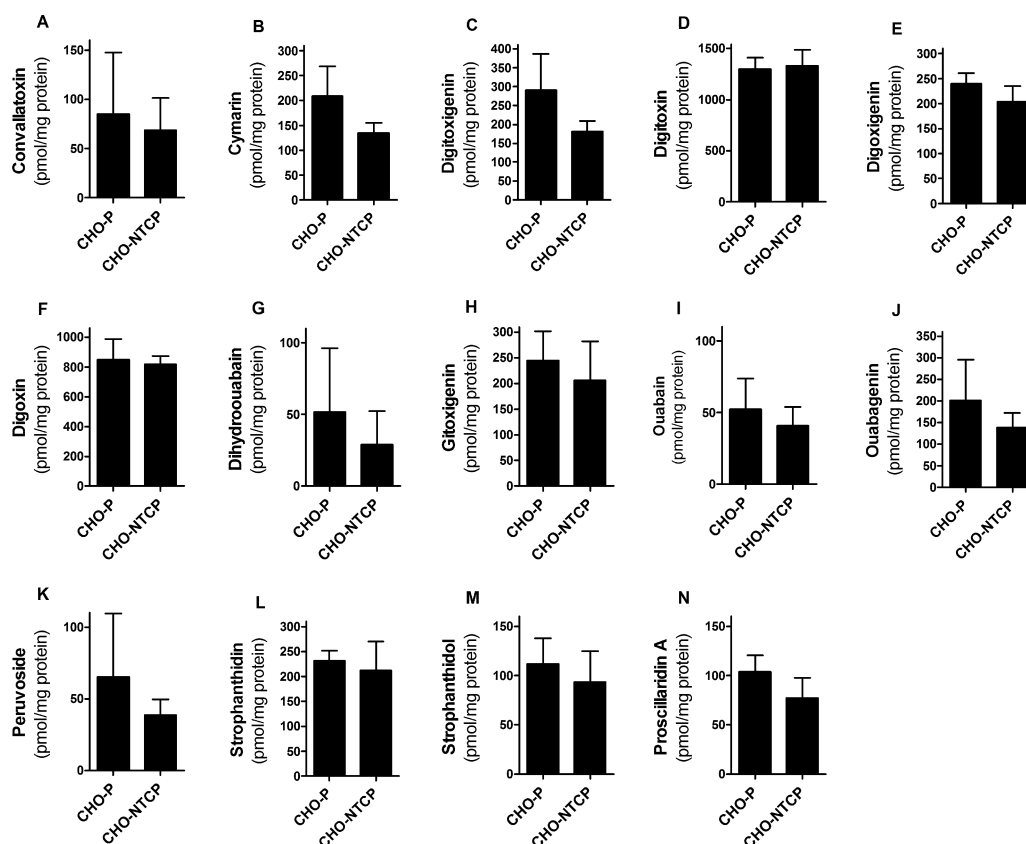 A
Convallatoxin
(pmol/mg protein)
150
100
50
0
CHO-P
CHO-NTCP
B
Cymarin
(pmol/mg protein)
300
250
200
150
100
50
0
CHO-P
CHO-NTCP
C
Digitoxigenin
(pmol/mg protein)
400
350
300
250
200
150
100
50
0
CHO-P
CHO-NTCP
D
Digitoxin
(pmol/mg protein)
1500
1000
500
0
CHO-P
CHO-NTCP
E
Digoxigenin
(pmol/mg protein)
300
250
200
150
100
50
0
CHO-P
CHO-NTCP
F
Digoxin
(pmol/mg protein)
1000
800
600
400
200
0
CHO-P
CHO-NTCP
G
Dihydroouabain
(pmol/mg protein)
100
50
0
CHO-P
CHO-NTCP
H
Gitoxigenin
(pmol/mg protein)
300
250
200
150
100
50
0
CHO-P
CHO-NTCP
I
Ouabain
(pmol/mg protein)
100
50
0
CHO-P
CHO-NTCP
J
Ouabagenin
(pmol/mg protein)
350
300
250
200
150
100
50
0
CHO-P
CHO-NTCP
K
Peruvoside
(pmol/mg protein)
100
50
0
CHO-P
CHO-NTCP
L
Strophanthidin
(pmol/mg protein)
300
250
200
200
150
100
50
0
CHO-P
CHO-NTCP
M
Strophanthidol
(pmol/mg protein)
150
100
50
0
CHO-P
CHO-NTCP
N
Proscillaridin A
(pmol/mg protein)
150
100
50
0
CHO-P
CHO-NTCP